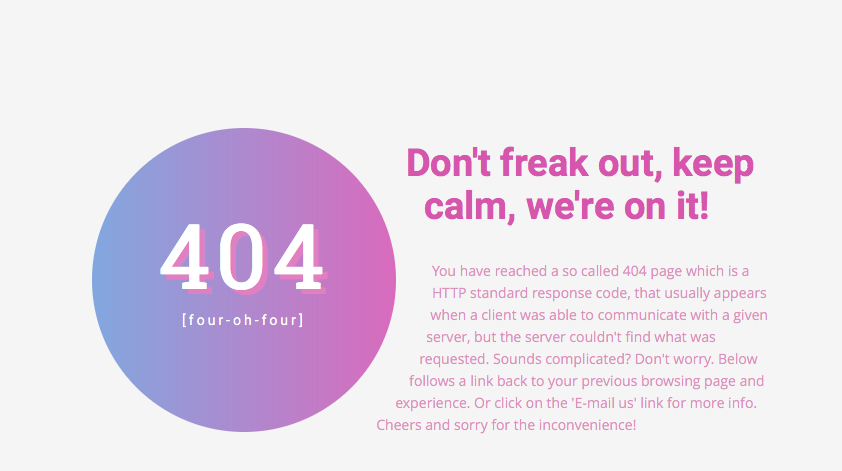 404
[four-oh-four]
Don't freak out, keep
calm, we're on it!
You have reached a so called 404 page which is a
HTTP standard response code, that usually appears
when a client was able to communicate with a given
server, but the server couldn't find what was
requested. Sounds complicated? Don't worry. Below
follows a link back to your previous browsing page and
experience. Or click on the 'E-mail us' link for more info.
Cheers and sorry for the inconvenience!